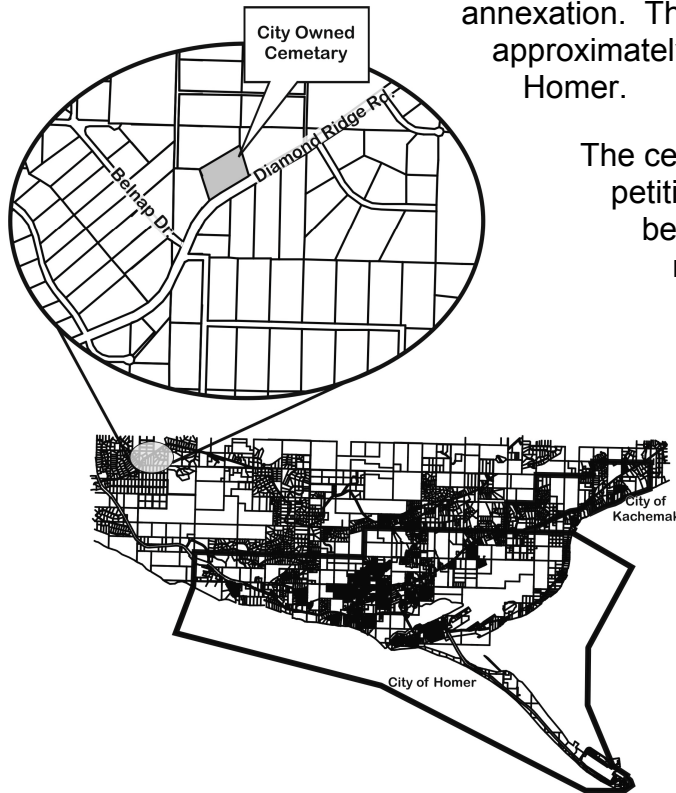 annexation. Th
approximately
Homer.
The ce
petiti
be
City Owned
Cemetary
Diamond Ridge Rd.
Belnap Dr.
City of
Kachemak
City of Homer